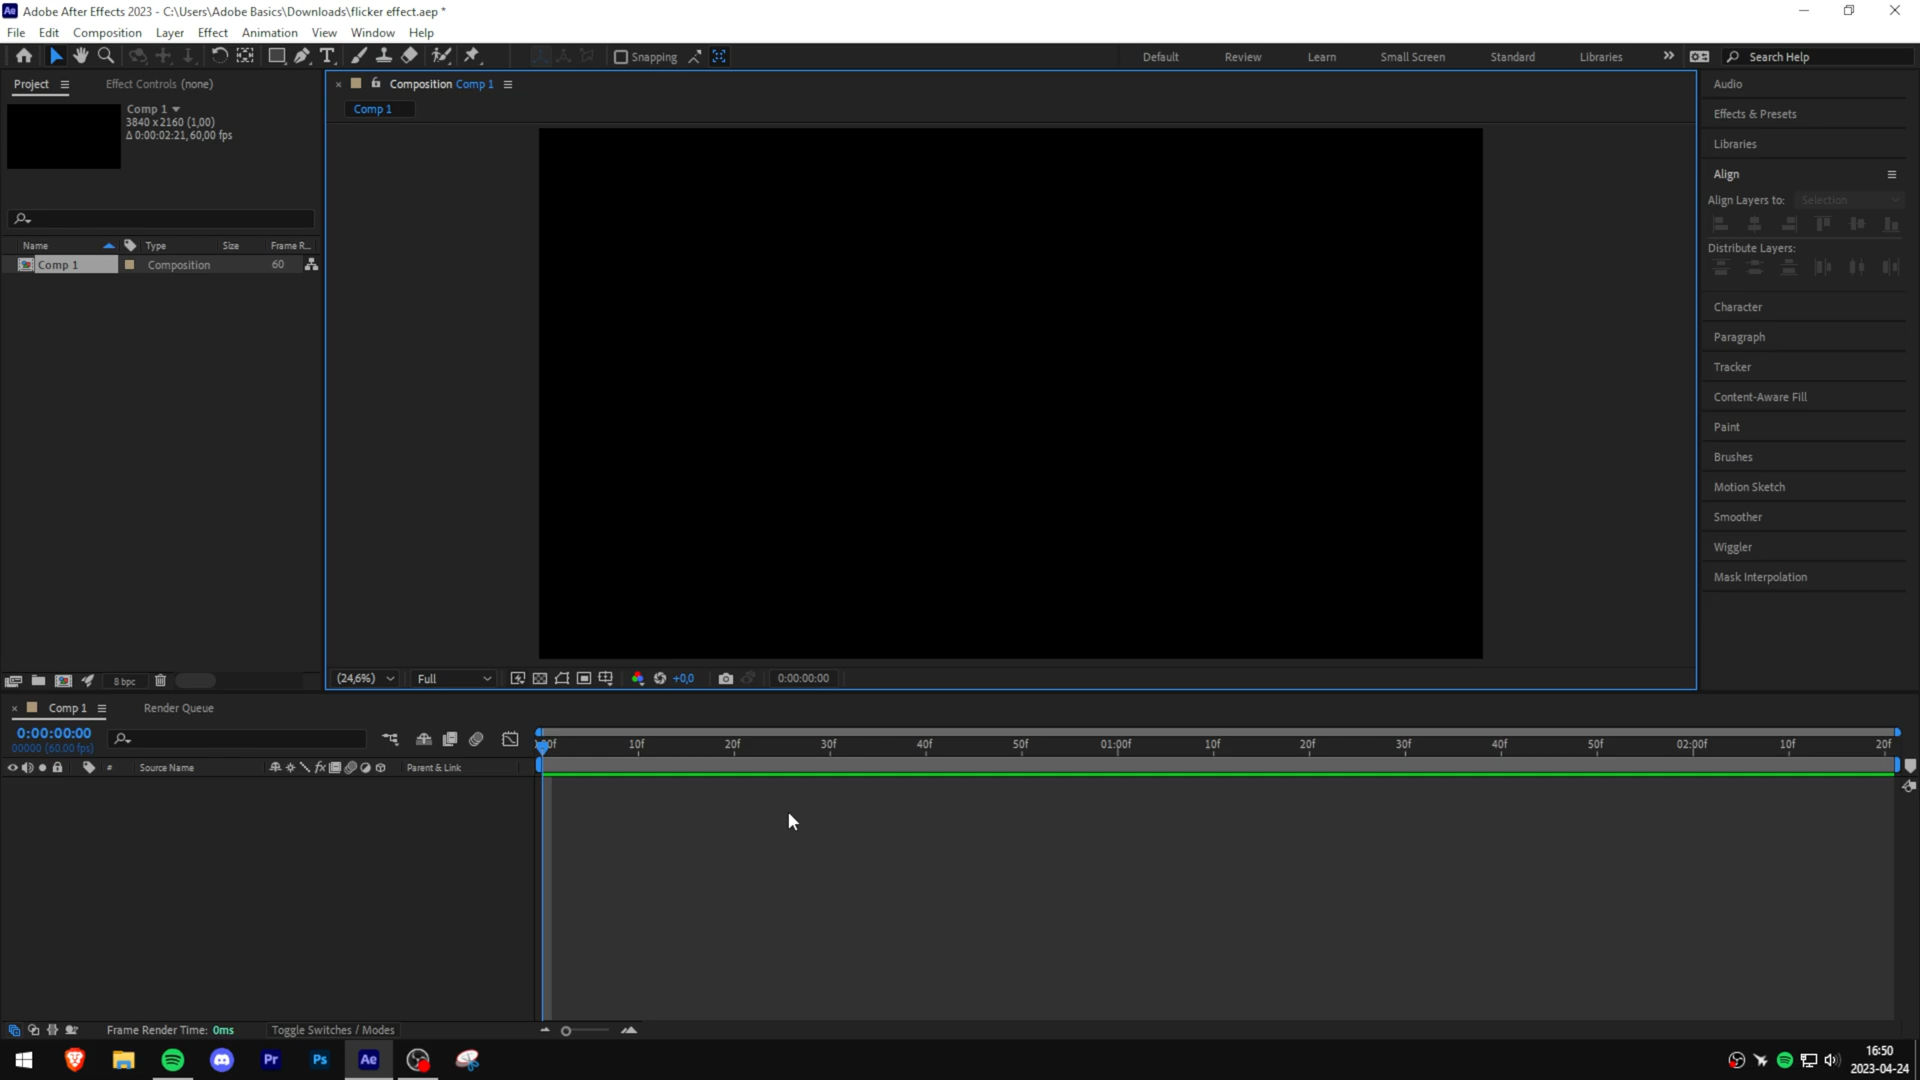 Ae Adobe After Effects 2023 - C:\Users\Adobe Basics\Downloads\flicker effect.aep *
File Edit Composition Layer Effect Animation Layer View Window Help
Snapping Default Review Learn Small Screen Standard Libraries Search Help
Project Effect Controls (none)
Comp 1
3840 x 2160 (1,00)
Δ 0:00:02:21, 60,00 fps
Name Type Size Frame R...
Comp 1 Composition 60
8 bpc
Composition Comp 1
Comp 1
(24,6%) Full +0,0 0:00:00:00
Audio
Effects & Presets
Libraries
Align
Align Layers to: Selection
Distribute Layers:
Character
Paragraph
Tracker
Content-Aware Fill
Paint
Brushes
Motion Sketch
Smoother
Wiggler
Mask Interpolation
Comp 1 Render Queue
0:00:00:00
00000 (60.00 fps)
10f 20f 30f 40f 50f 01:00f 10f 20f 30f 40f 50f 02:00f 10f 20f
# Source Name fx Parent & Link
Frame Render Time: 0ms Toggle Switches / Modes
Pr Ps Ae
16:50
2023-04-24